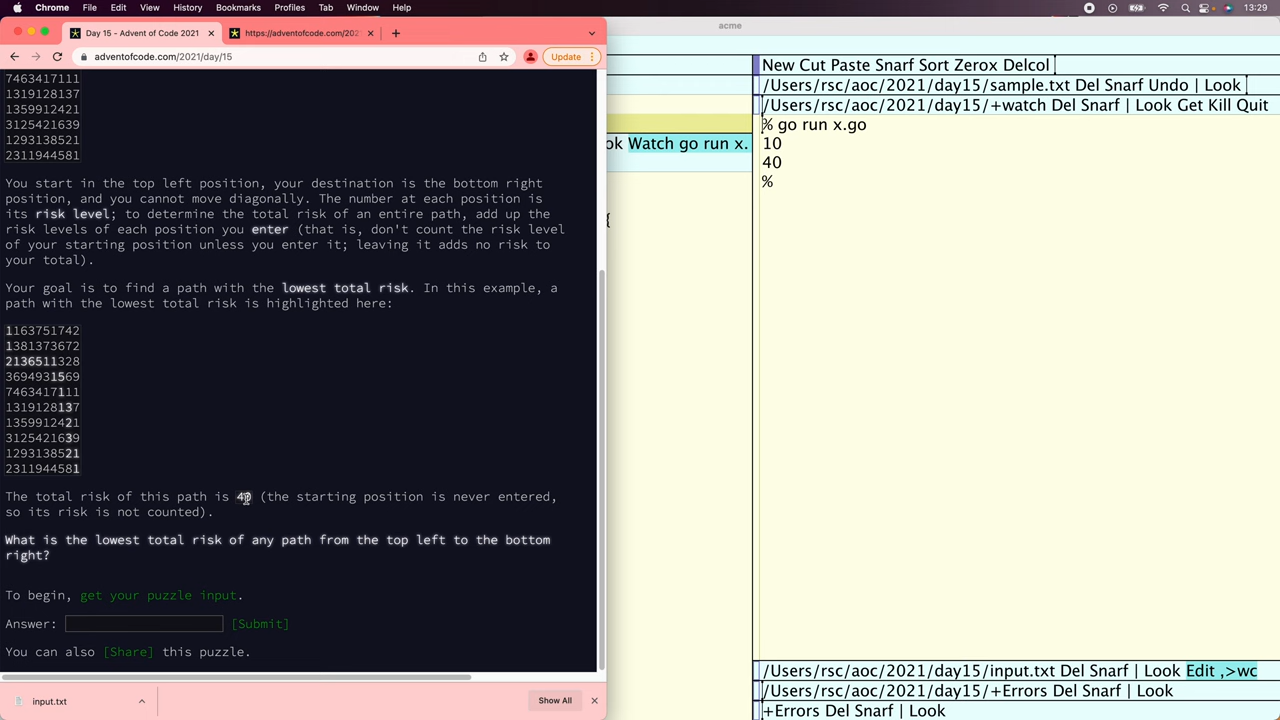 Chrome File Edit View History Bookmarks Profiles Tab Window Help 13:29
Day 15 - Advent of Code 2021
https://adventofcode.com/202
acme
adventofcode.com/2021/day/15
Update
7463417111
1319128137
1359912421
3125421639
1293138521
2311944581
You start in the top left position, your destination is the bottom right
position, and you cannot move diagonally. The number at each position is
its risk level; to determine the total risk of an entire path, add up the
risk levels of each position you enter (that is, don't count the risk level
of your starting position unless you enter it; leaving it adds no risk to
your total).
Your goal is to find a path with the lowest total risk. In this example, a
path with the lowest total risk is highlighted here:
1163751742
1381373672
2136511328
3694931569
7463417111
1319128137
1359912421
3125421639
1293138521
2311944581
The total risk of this path is 40 (the starting position is never entered,
so its risk is not counted).
What is the lowest total risk of any path from the top left to the bottom
right?
To begin, get your puzzle input.
Answer: [Submit]
You can also [Share] this puzzle.
input.txt
Show All
ok Watch go run x.
{
New Cut Paste Snarf Sort Zerox Delcol
/Users/rsc/aoc/2021/day15/sample.txt Del Snarf Undo | Look
/Users/rsc/aoc/2021/day15/+watch Del Snarf | Look Get Kill Quit
% go run x.go
10
40
%
/Users/rsc/aoc/2021/day15/input.txt Del Snarf | Look Edit ,>wc
/Users/rsc/aoc/2021/day15/+Errors Del Snarf | Look
+Errors Del Snarf | Look